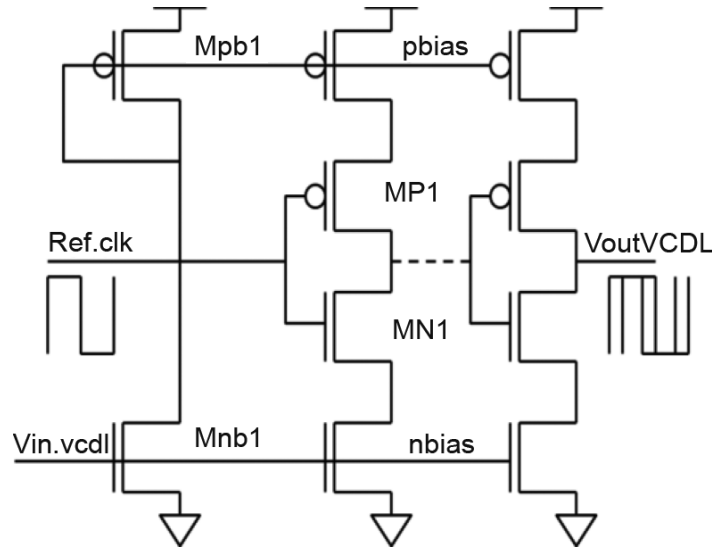 Mpb1
pbias
MP1
Ref.clk
VoutVCDL
MN1
Vin.vcdl
Mnb1
nbias